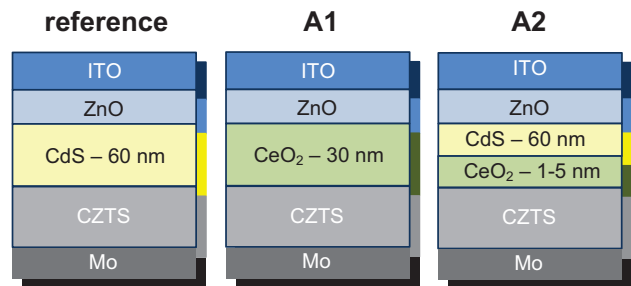 reference
ITO
ZnO
CdS – 60 nm
CZTS
Mo
A1
ITO
ZnO
CeO₂ – 30 nm
CZTS
Mo
A2
ITO
ZnO
CdS – 60 nm
CeO₂ – 1-5 nm
CZTS
Mo